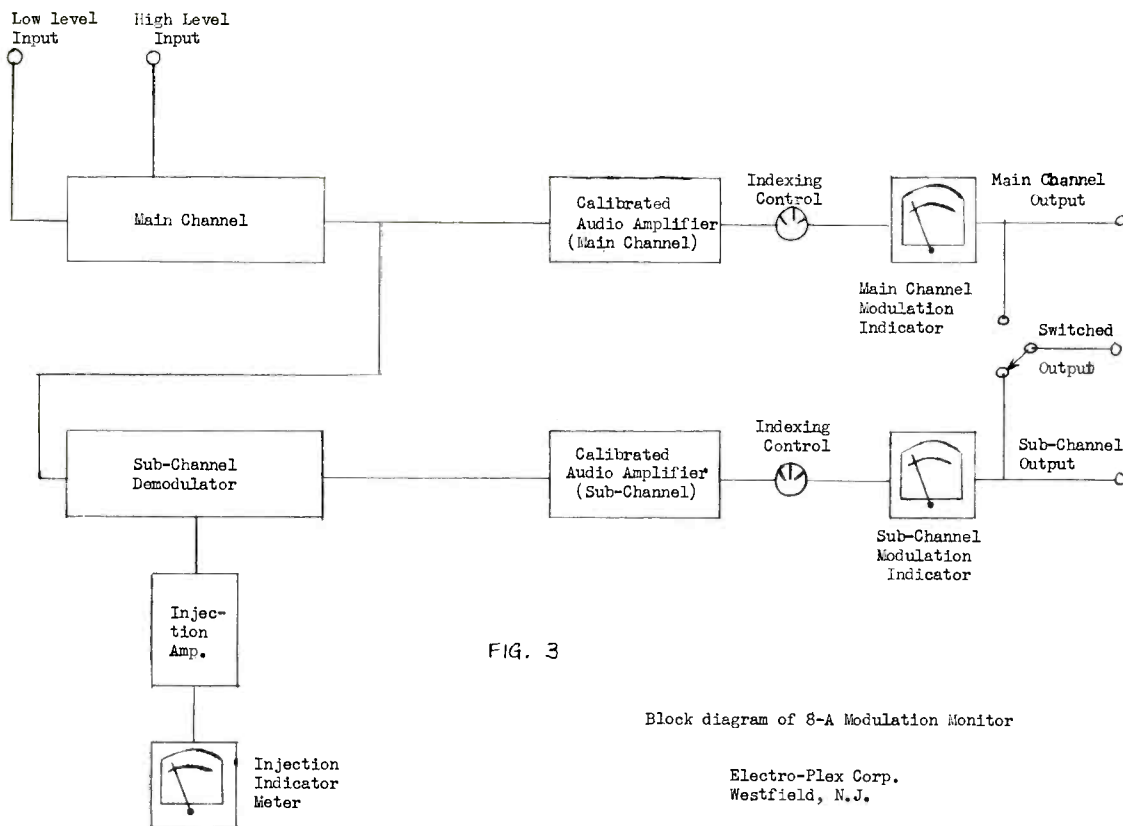 Low level
Input
High Level
Input
Main Channel
Calibrated
Audio Amplifier
(Main Channel)
Indexing
Control
Main Channel
Output
Main Channel
Modulation
Indicator
Switched
Output
Sub-Channel
Demodulator
Calibrated
Audio Amplifier
(Sub-Channel)
Indexing
Control
Sub-Channel
Output
Sub-Channel
Modulation
Indicator
Injec-
tion
Amp.
FIG. 3
Injection
Indicator
Meter
Block diagram of 8-A Modulation Monitor
Electro-Plex Corp.
Westfield, N.J.